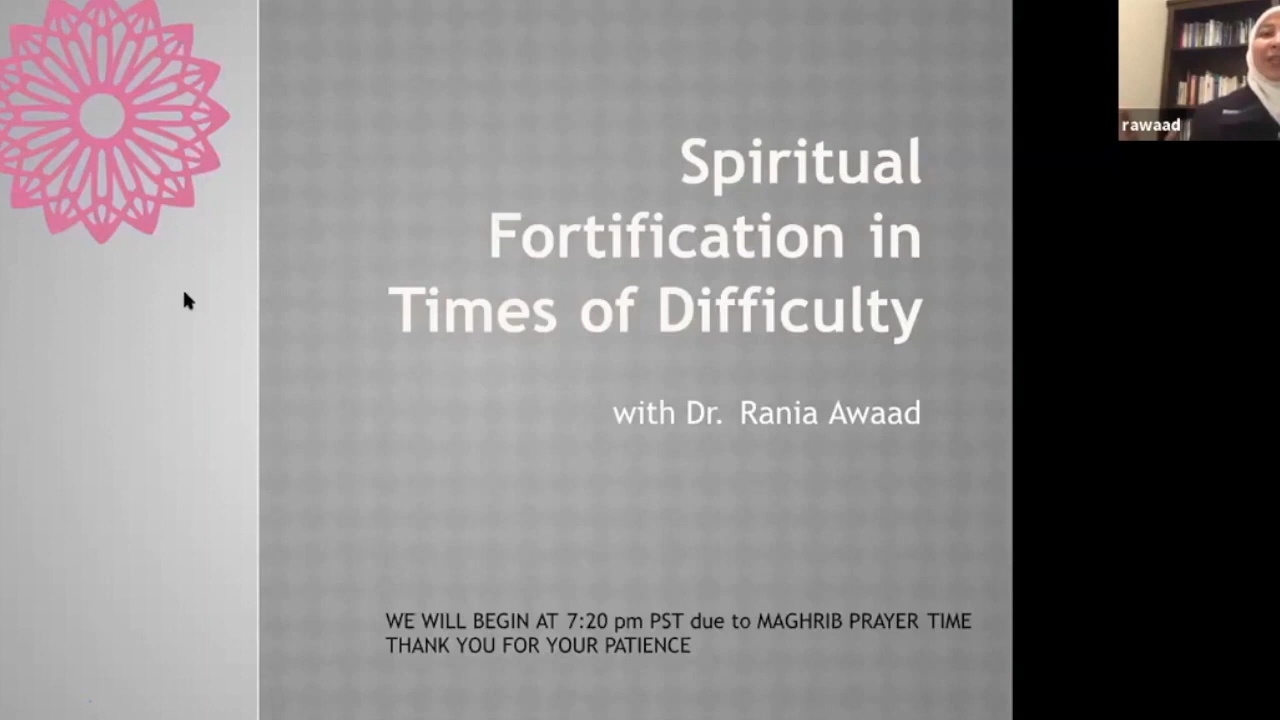 Spiritual
Fortification in
Times of Difficulty
with Dr. Rania Awaad
WE WILL BEGIN AT 7:20 pm PST due to MAGHRIB PRAYER TIME
THANK YOU FOR YOUR PATIENCE
rawaad